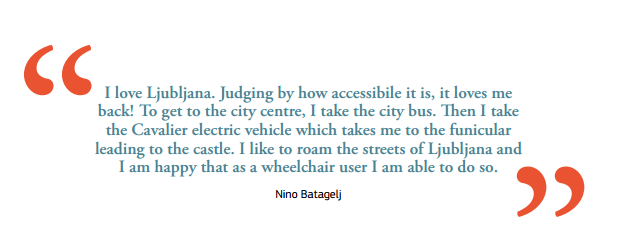 I love Ljubljana. Judging by how accessibile it is, it loves me
back! To get to the city centre, I take the city bus. Then I take
the Cavalier electric vehicle which takes me to the funicular
leading to the castle. I like to roam the streets of Ljubljana and
I am happy that as a wheelchair user I am able to do so.
Nino Batagelj